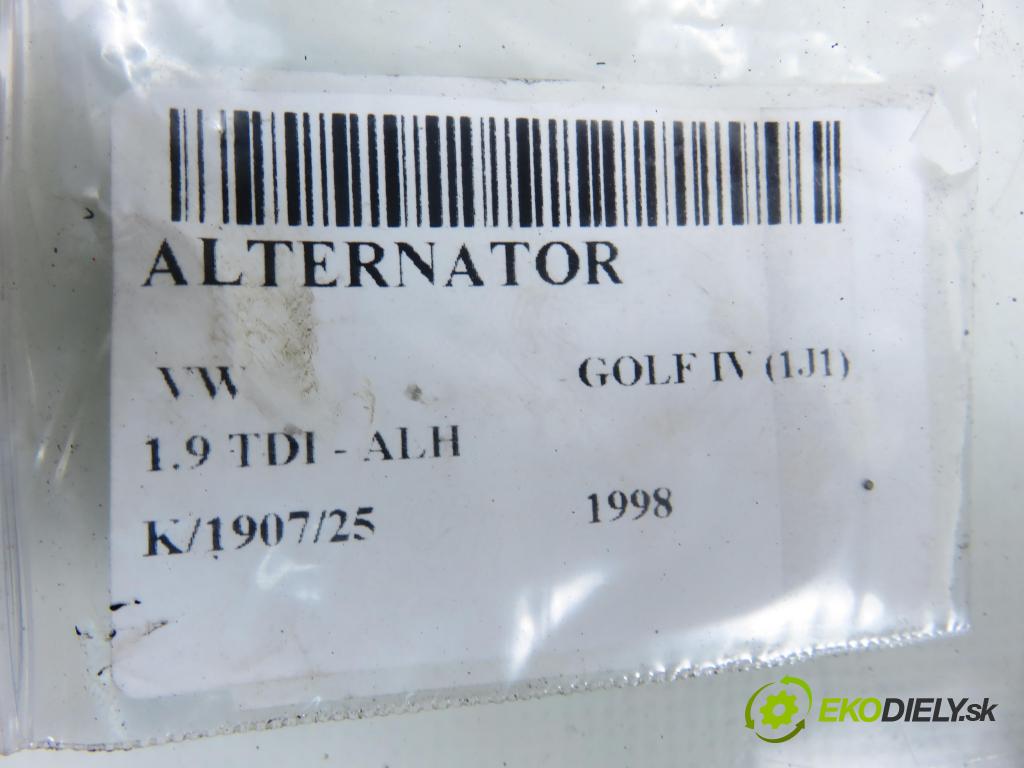 ALTERNATOR
VW GOLF IV (1J1)
1.9 TDI - ALH
K/1907/25 1998
EKODIELY.sk